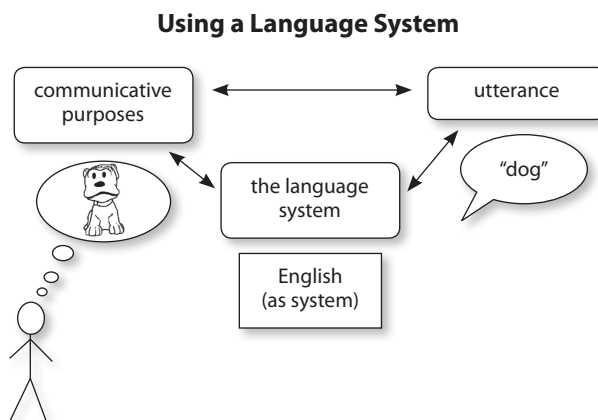 Using a Language System
communicative
purposes
utterance
the language
system
“dog”
English
(as system)